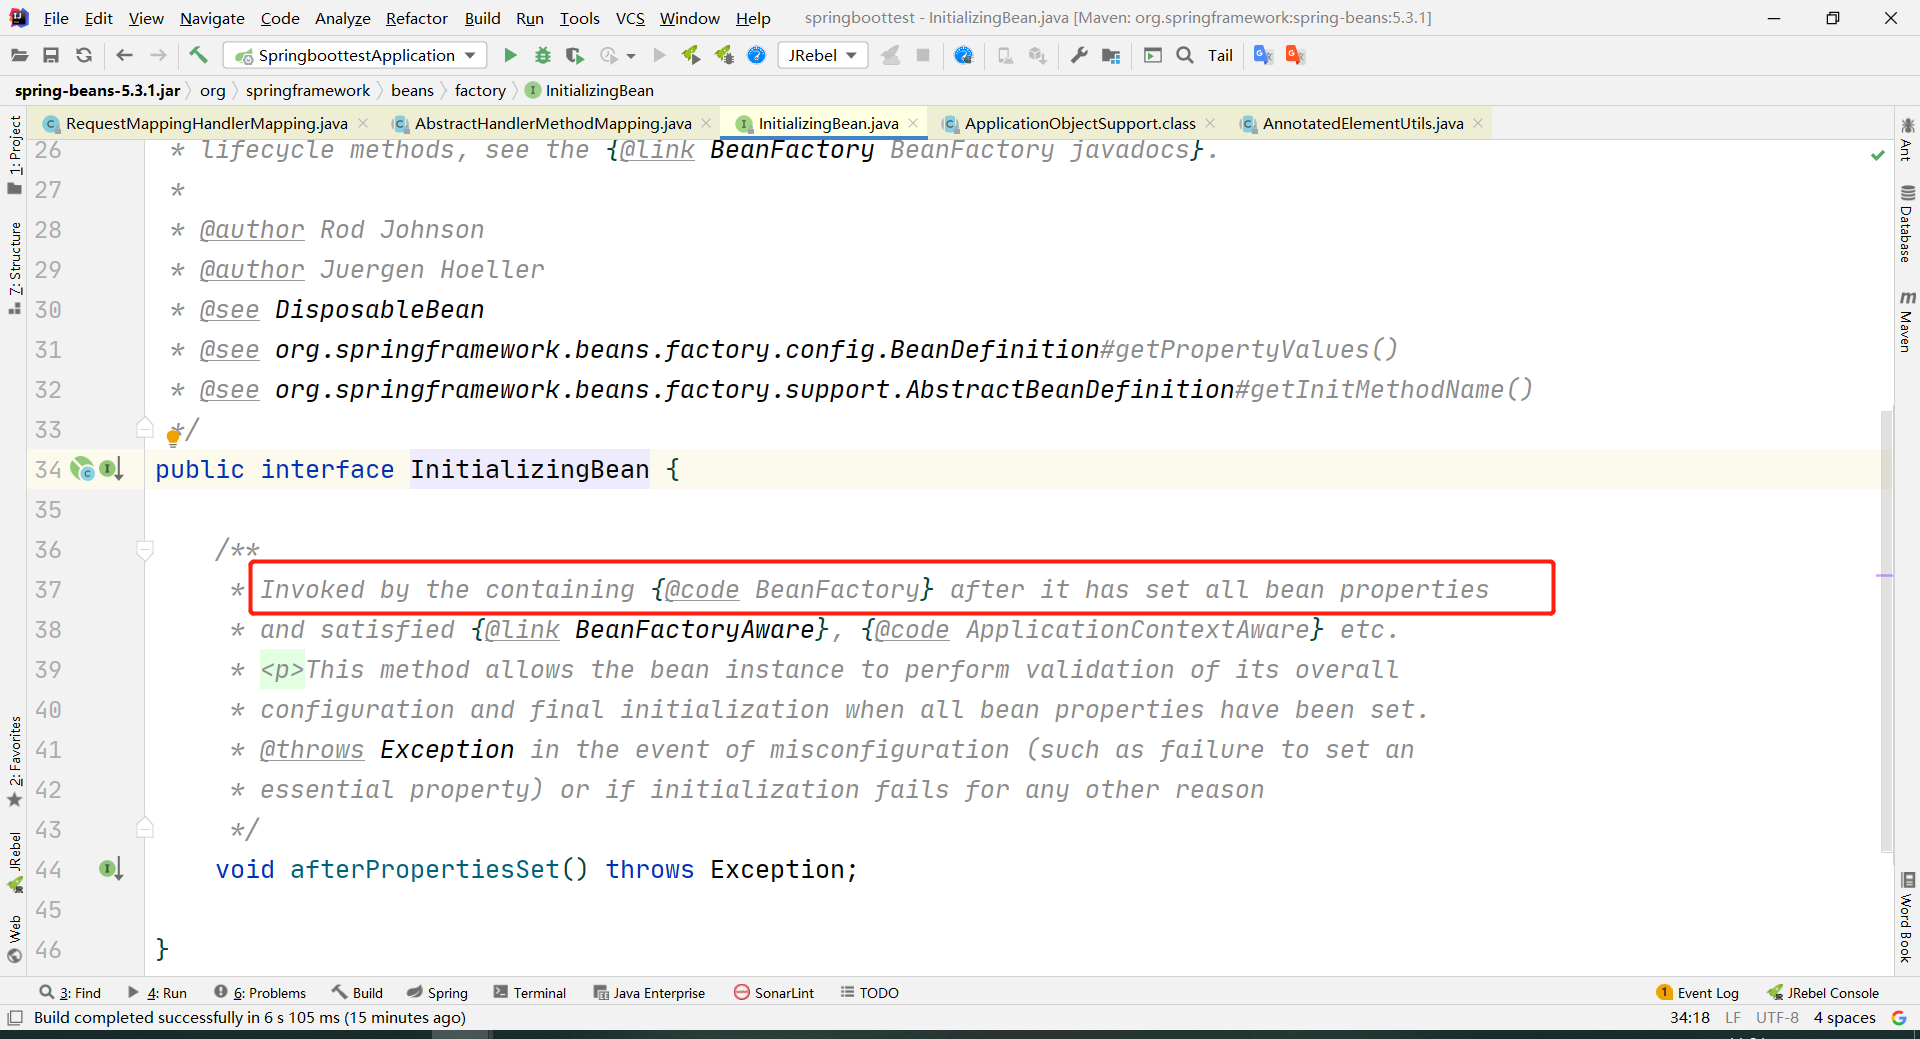 File Edit View Navigate Code Analyze Refactor Build Run Tools VCS Window Help springboottest - InitializingBean.java [Maven: org.springframework:spring-beans:5.3.1]
SpringboottestApplication JRebel Tail
spring-beans-5.3.1.jar org springframework beans factory InitializingBean
RequestMappingHandlerMapping.java AbstractHandlerMethodMapping.java InitializingBean.java ApplicationObjectSupport.class AnnotatedElementUtils.java
26 * lifecycle methods, see the {@link BeanFactory BeanFactory javadocs}.
27 *
28 * @author Rod Johnson
29 * @author Juergen Hoeller
30 * @see DisposableBean
31 * @see org.springframework.beans.factory.config.BeanDefinition#getPropertyValues()
32 * @see org.springframework.beans.factory.support.AbstractBeanDefinition#getInitMethodName()
33 */
34 public interface InitializingBean {
35
36 /**
37 * Invoked by the containing {@code BeanFactory} after it has set all bean properties
38 * and satisfied {@link BeanFactoryAware}, {@code ApplicationContextAware} etc.
39 * <p>This method allows the bean instance to perform validation of its overall
40 * configuration and final initialization when all bean properties have been set.
41 * @throws Exception in the event of misconfiguration (such as failure to set an
42 * essential property) or if initialization fails for any other reason
43 */
44 void afterPropertiesSet() throws Exception;
45
46 }
1: Project
7: Structure
2: Favorites
JRebel
Web
Ant
Database
m
Maven
Word Book
3: Find 4: Run 6: Problems Build Spring Terminal Java Enterprise SonarLint TODO 1 Event Log JRebel Console
Build completed successfully in 6 s 105 ms (15 minutes ago) 34:18 LF UTF-8 4 spaces